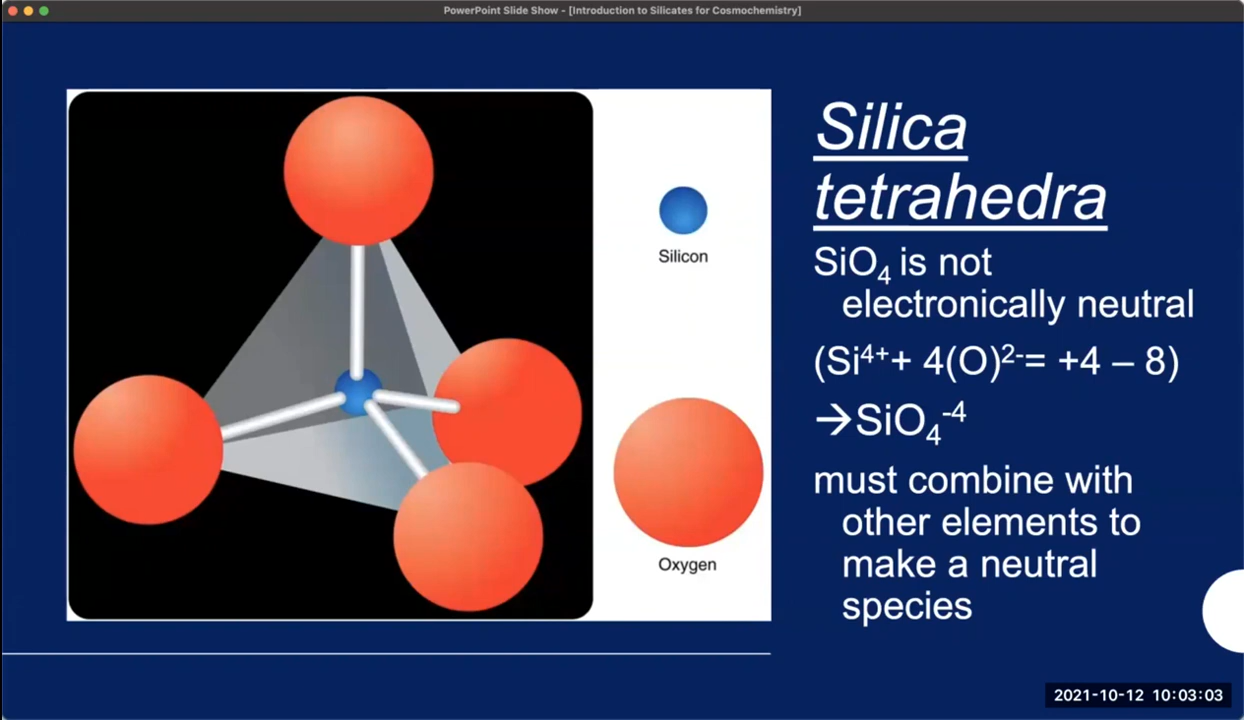 PowerPoint Slide Show - [Introduction to Silicates for Cosmochemistry]
Silicon
Oxygen
Silica
tetrahedra
SiO₄ is not
electronically neutral
(Si⁴⁺+ 4(O)²⁻= +4 – 8)
→SiO₄⁻⁴
must combine with
other elements to
make a neutral
species
2021-10-12 10:03:03